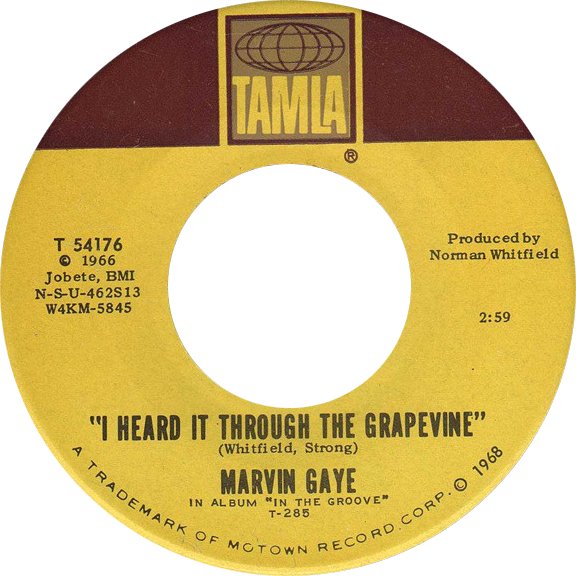 TAMLA
®
T 54176
© 1966
Jobete, BMI
N-S-U-462S13
W4KM-5845
Produced by
Norman Whitfield
2:59
"I HEARD IT THROUGH THE GRAPEVINE"
(Whitfield, Strong)
MARVIN GAYE
IN ALBUM "IN THE GROOVE"
T-285
A TRADEMARK OF MOTOWN RECORD CORP. © 1968